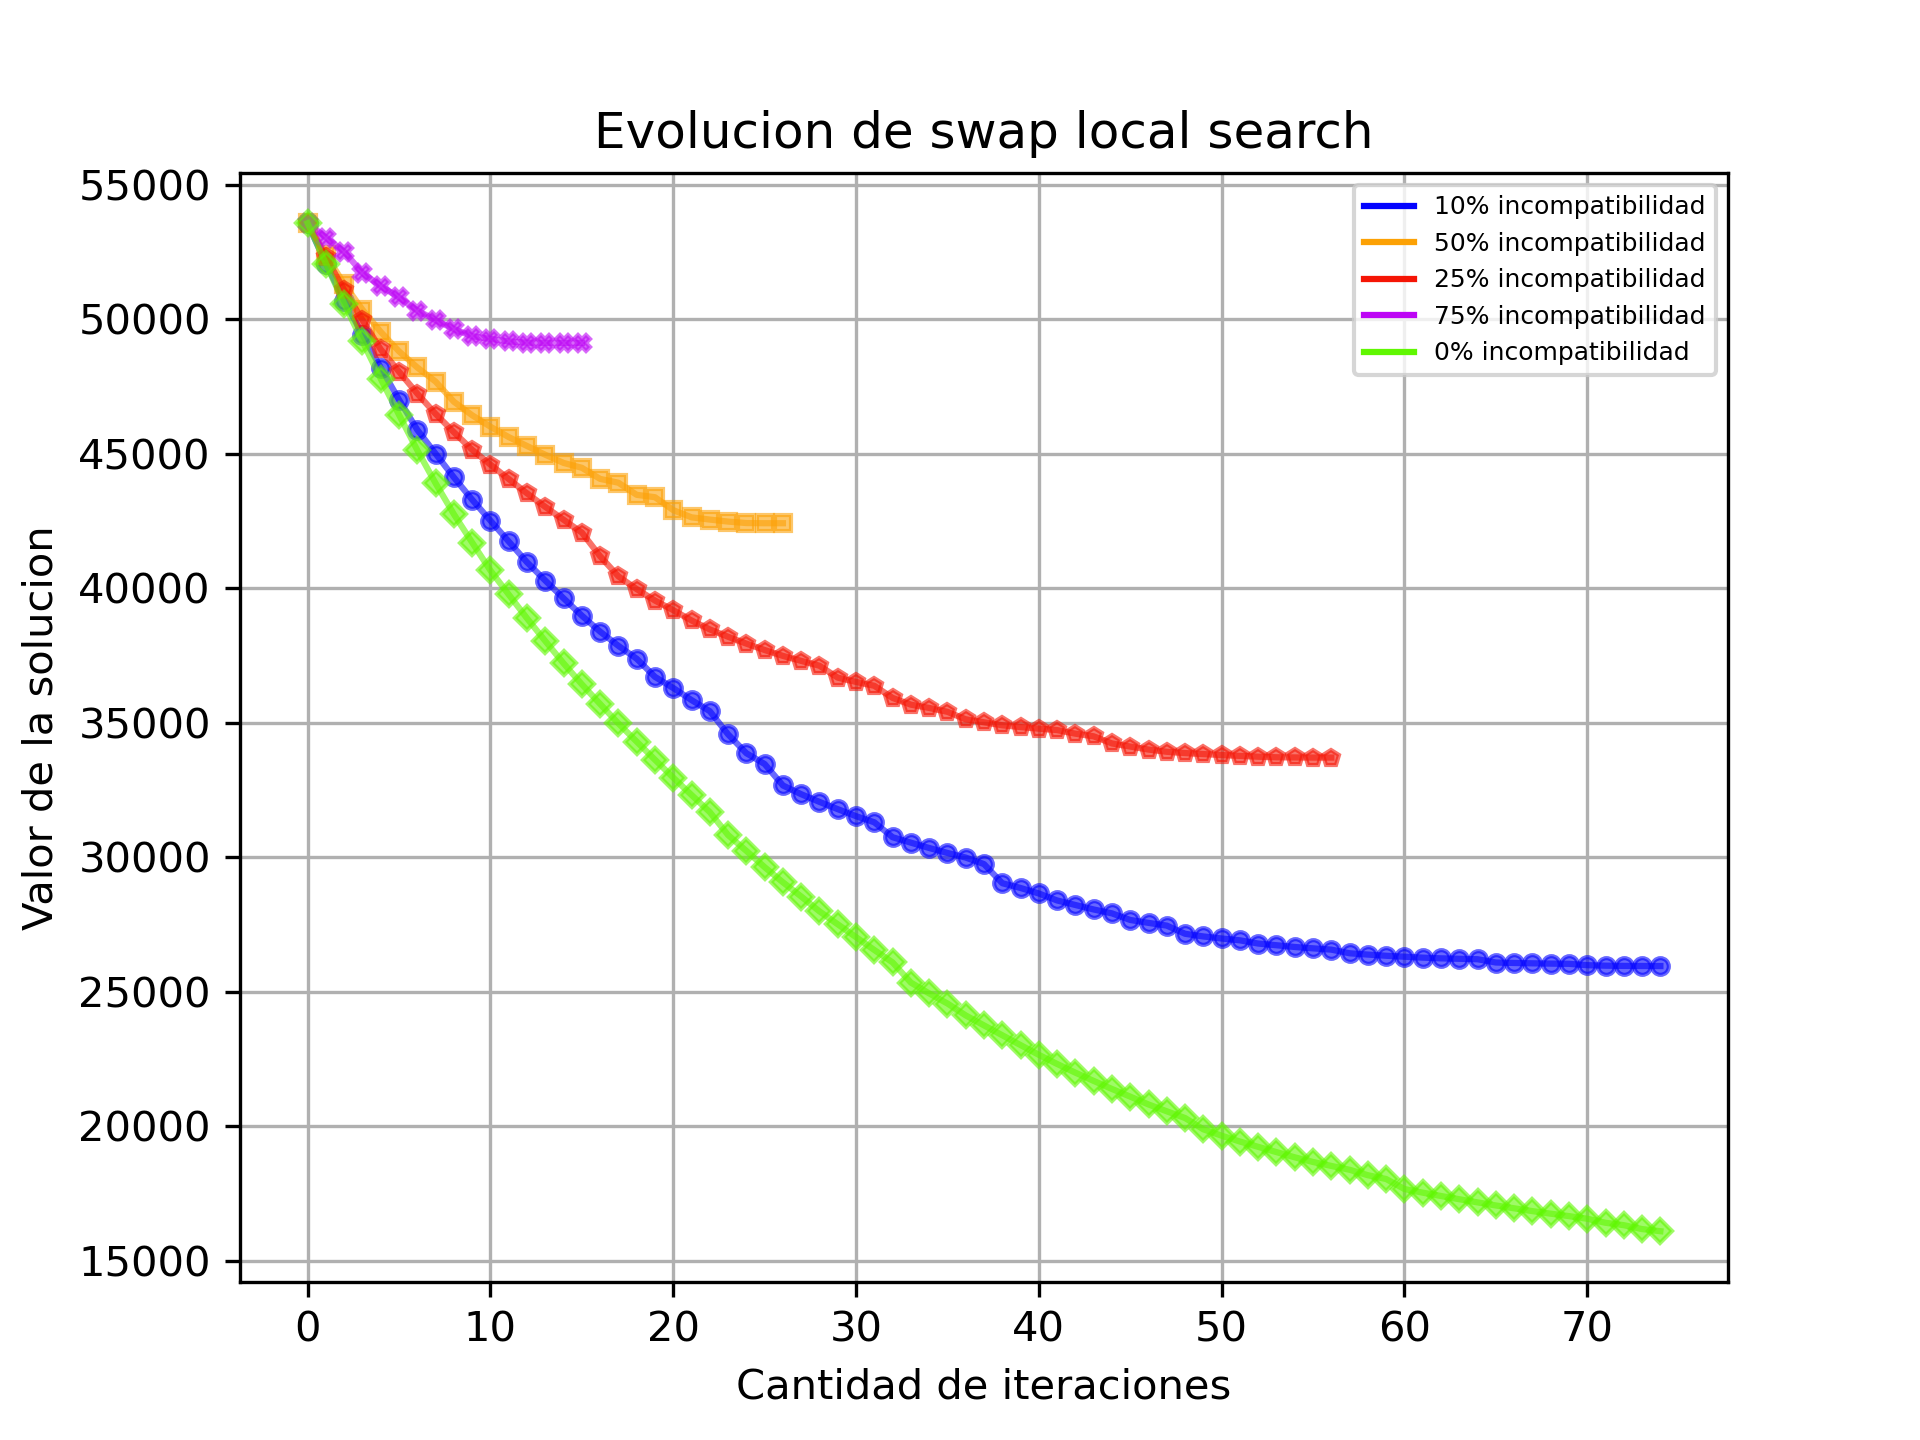 Evolucion de swap local search
55000
50000
45000
40000
35000
30000
25000
20000
15000
Valor de la solucion
10% incompatibilidad
50% incompatibilidad
25% incompatibilidad
75% incompatibilidad
0% incompatibilidad
0 10 20 30 40 50 60 70
Cantidad de iteraciones